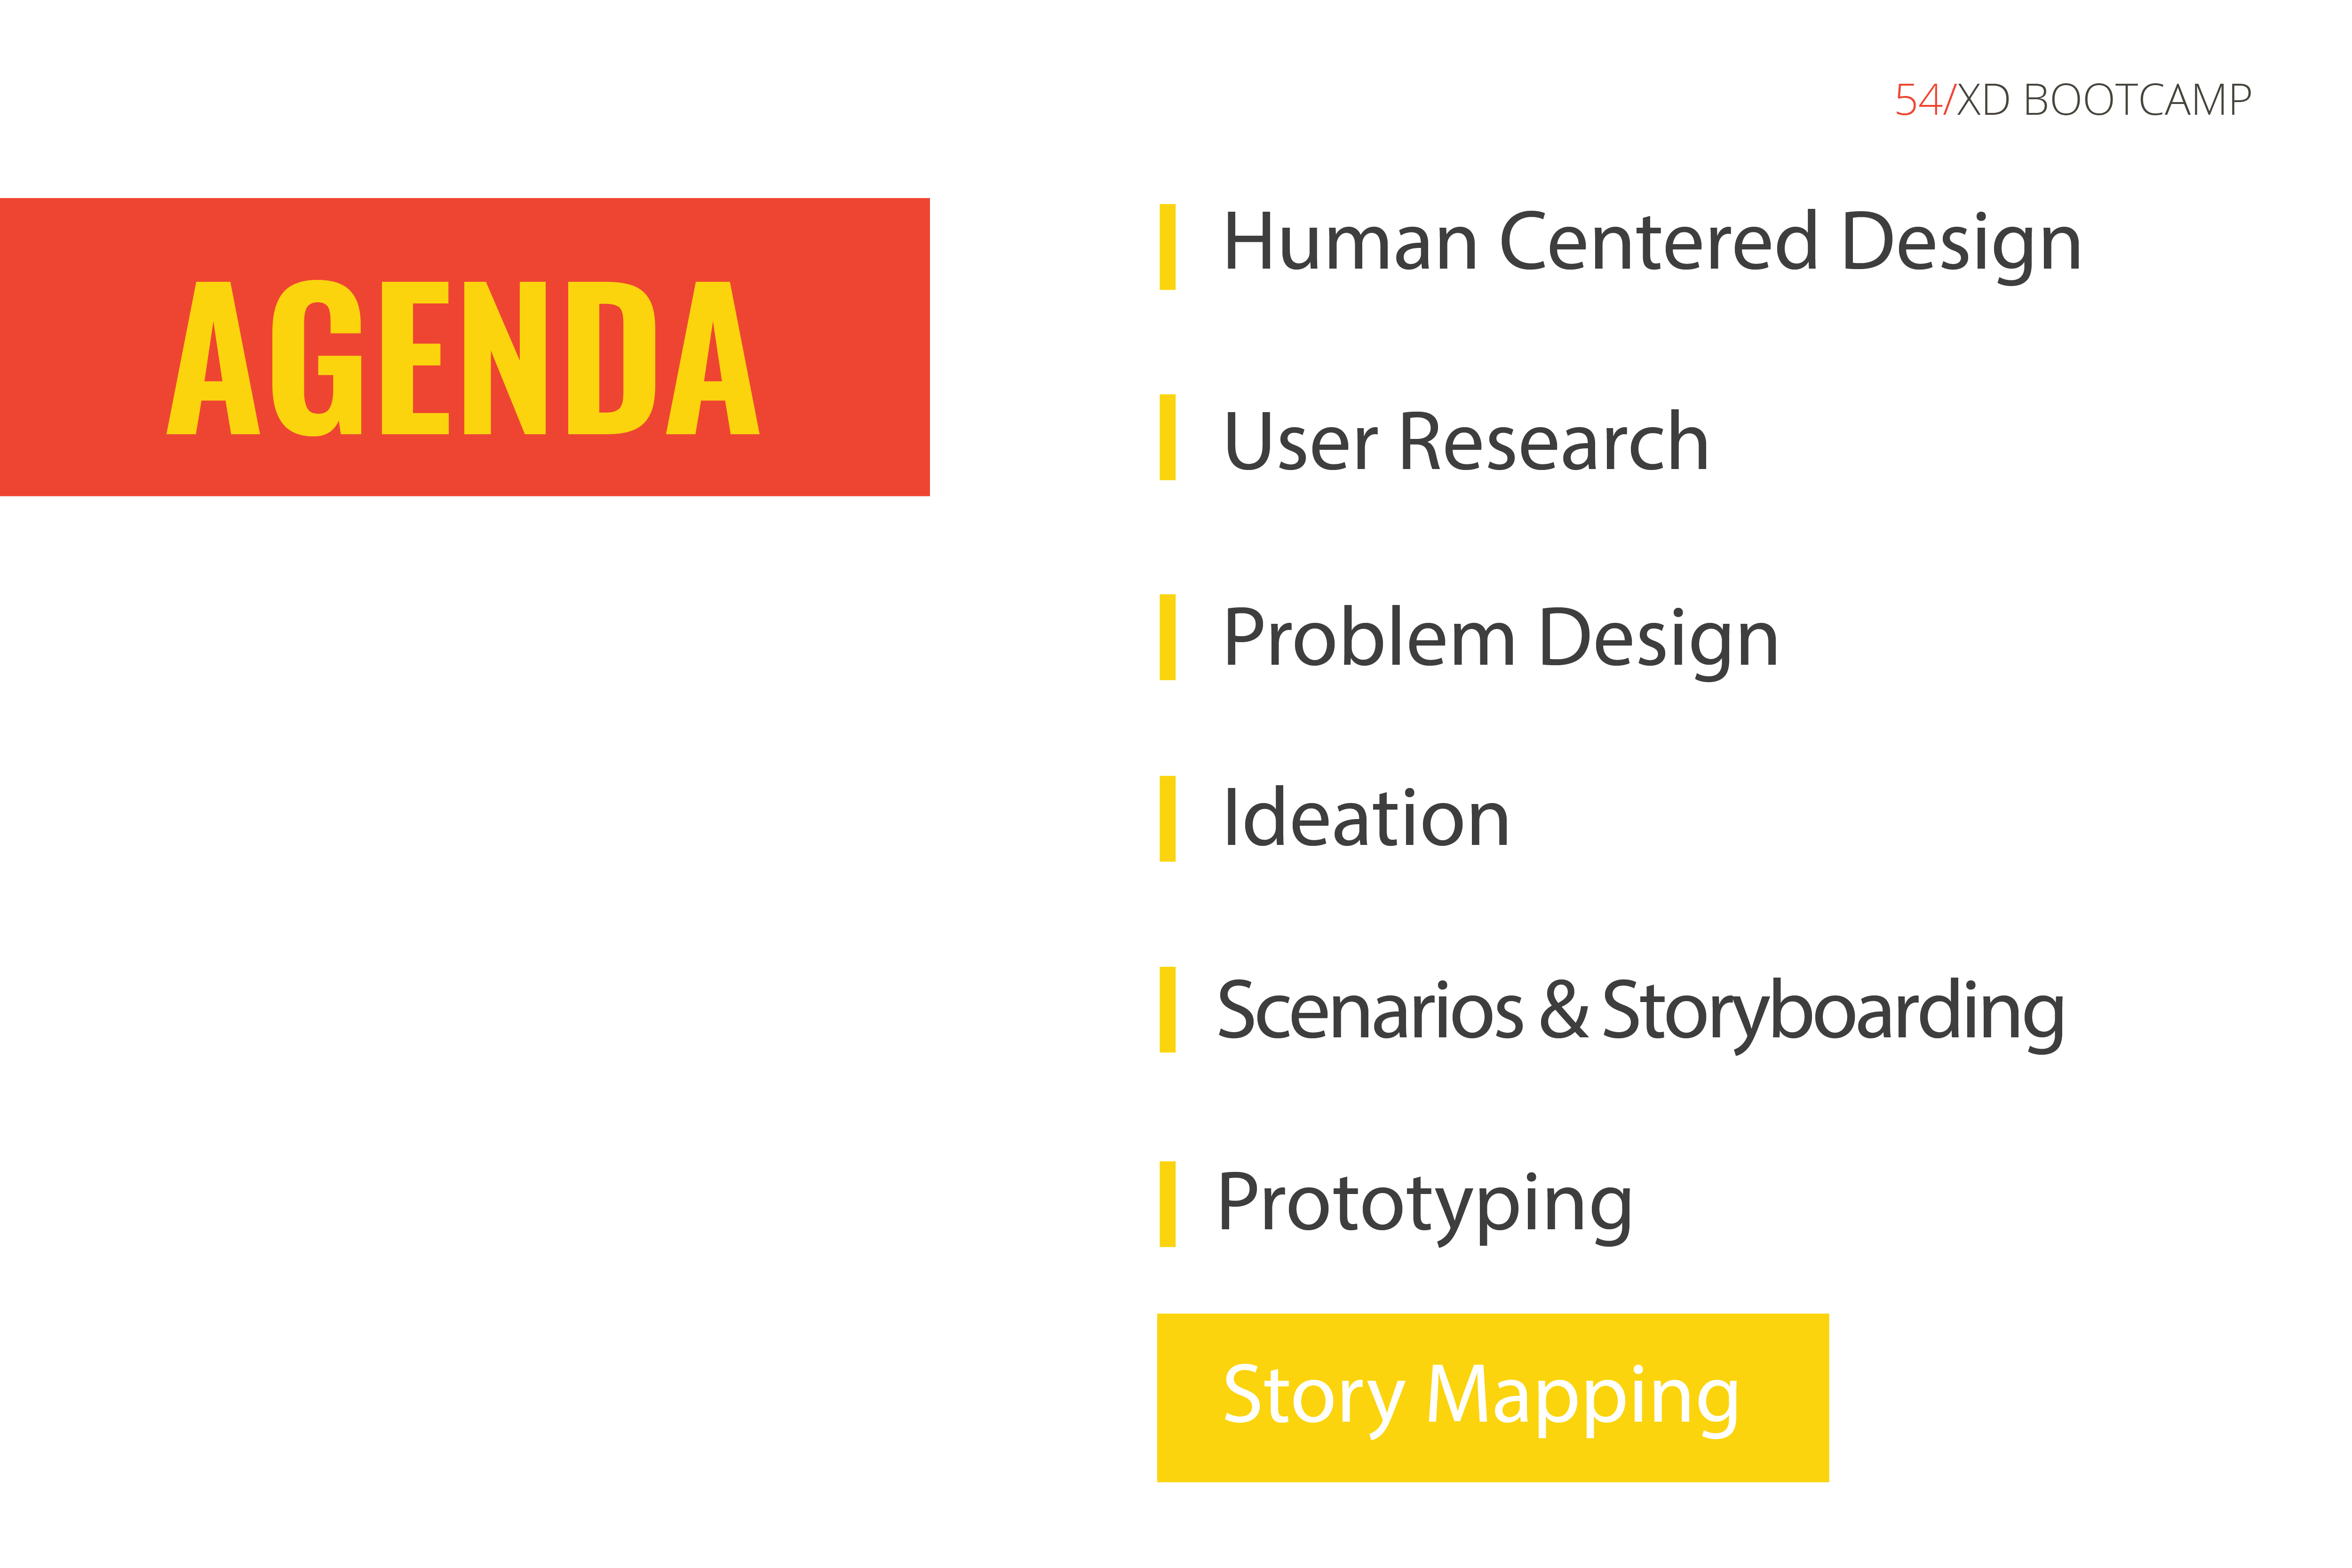 54/XD BOOTCAMP
AGENDA
Human Centered Design
User Research
Problem Design
Ideation
Scenarios & Storyboarding
Prototyping
Story Mapping